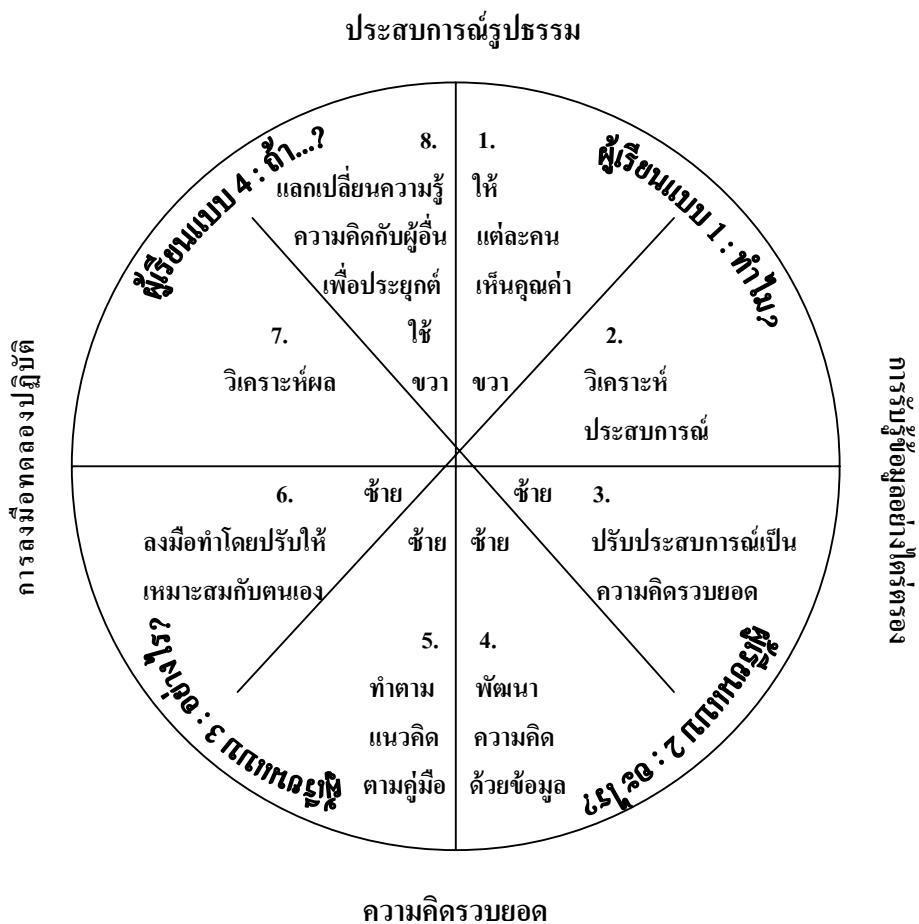 ประสบการณ์รูปธรรม
ผู้เรียนแบบ 4 : ถ้า...?
8.
แลกเปลี่ยนความรู้
ความคิดกับผู้อื่น
เพื่อประยุกต์
ใช้
ขวา
1.
ให้
แต่ละคน
เห็นคุณค่า
ขวา
ผู้เรียนแบบ 1 : ทำไม?
7.
วิเคราะห์ผล
2.
วิเคราะห์
ประสบการณ์
การลงมือทดลองปฏิบัติ
การรับรู้ข้อมูลอย่างไตร่ตรอง
6.
ซ้าย
ลงมือทำโดยปรับให้
เหมาะสมกับตนเอง
ซ้าย
3.
ปรับประสบการณ์เป็น
ความคิดรวบยอด
ผู้เรียนแบบ 3 : อย่างไร?
ซ้าย
5.
ทำตาม
แนวคิด
ตามคู่มือ
ซ้าย
4.
พัฒนา
ความคิด
ด้วยข้อมูล
ผู้เรียนแบบ 2 : อะไร?
ความคิดรวบยอด